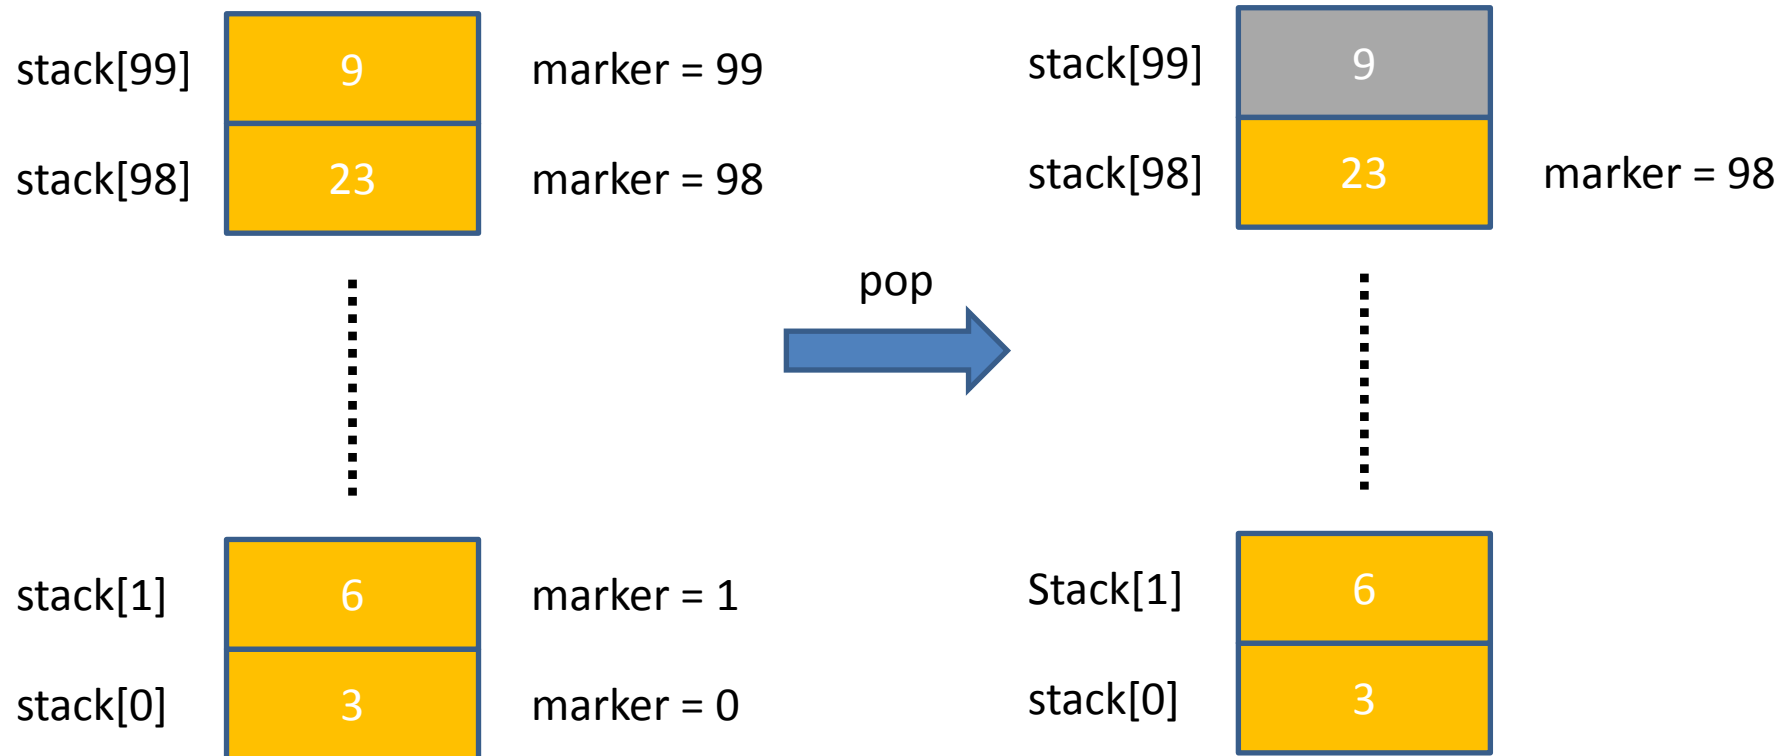 stack[99] 9 marker = 99
stack[98] 23 marker = 98
stack[1] 6 marker = 1
stack[0] 3 marker = 0
pop
stack[99] 9
stack[98] 23 marker = 98
Stack[1] 6
stack[0] 3